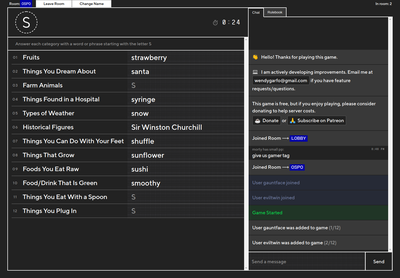 Room: OSPO Leave Room Change Name In room: 2
S
0:24
Answer each category with a word or phrase starting with the letter S.
01 Fruits strawberry
02 Things You Dream About santa
03 Farm Animals S
04 Things Found in a Hospital syringe
05 Types of Weather snow
06 Historical Figures Sir Winston Churchill
07 Things You Can Do With Your Feet shuffle
08 Things That Grow sunflower
09 Foods You Eat Raw sushi
10 Food/Drink That Is Green smoothy
11 Things You Eat With a Spoon S
12 Things You Plug In S
Chat
👋 Hello! Thanks for playing this game.
💻 I am actively developing improvements. Email me at
wendygarfo@gmail.com if you have feature
requests/questions.
This game is free, but if you enjoy playing, please consider
donating to help server costs.
☕ Donate or 🙏 Subscribe on Patreon
Joined Room ⟶ LOBBY
give us gamer tag
Joined Room ⟶ OSPO
User gauntface joined
User eviltwin joined
Game Started
User gauntface was added to game (1/12)
User eviltwin was added to game (2/12)
Send a message Send